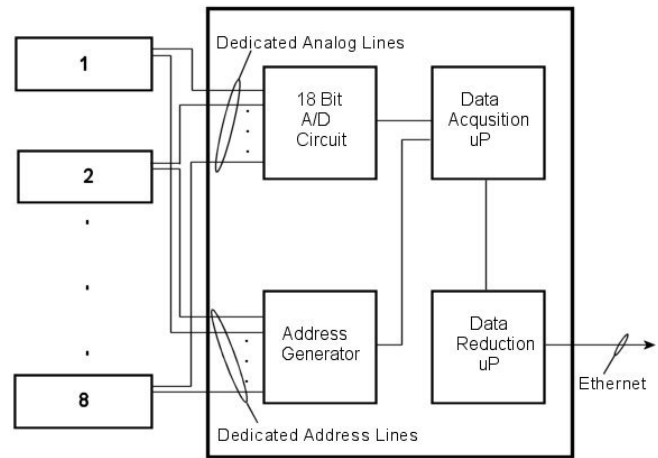 Dedicated Analog Lines
1
18 Bit
A/D
Circuit
Data
Acqusition
uP
2
Address
Generator
Data
Reduction
uP
Ethernet
8
Dedicated Address Lines